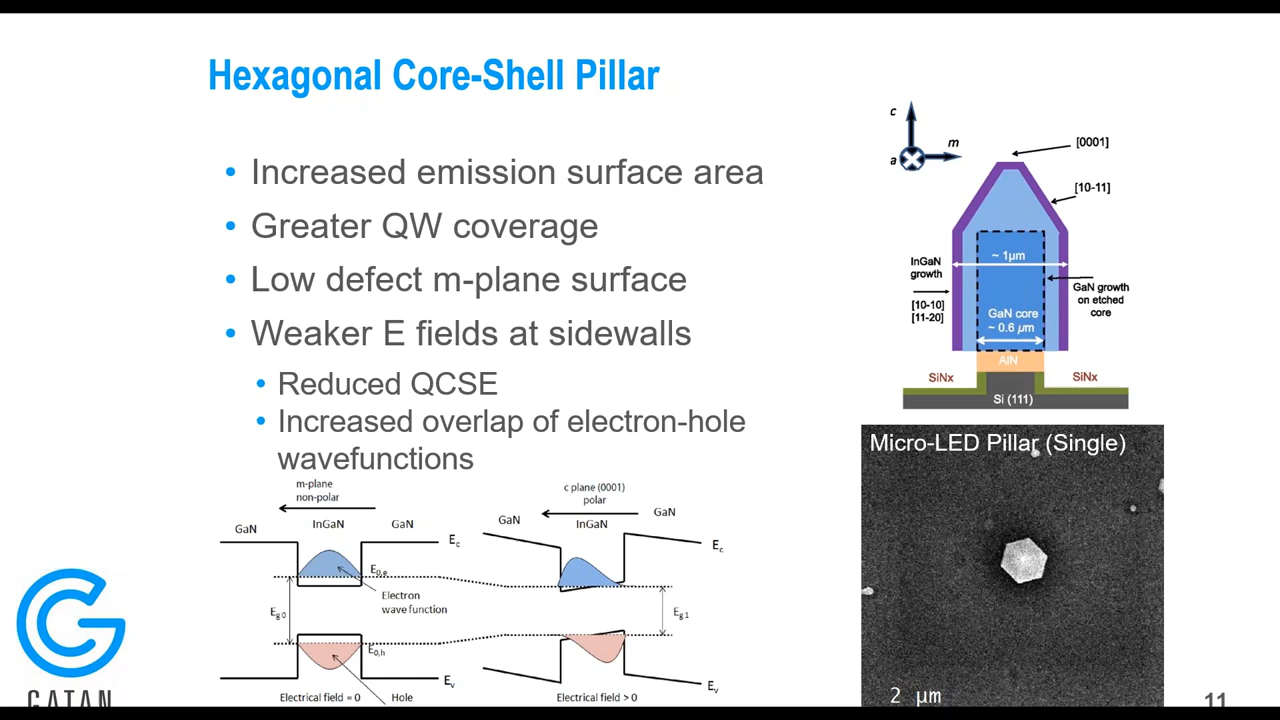 Hexagonal Core-Shell Pillar
• Increased emission surface area
• Greater QW coverage
• Low defect m-plane surface
• Weaker E fields at sidewalls
• Reduced QCSE
• Increased overlap of electron-hole
wavefunctions
c
m
a
[0001]
[10-11]
~ 1µm
InGaN
growth
[10-10]
[11-20]
GaN growth
on etched
core
GaN core
~ 0.6 µm
AlN
SiNx
SiNx
Si (111)
Micro-LED Pillar (Single)
2 µm
m-plane
non-polar
GaN
InGaN
GaN
Ec
E0,e
Electron
wave function
Eg0
E0,h
Ev
Electrical field = 0
Hole
c plane (0001)
polar
GaN
InGaN
GaN
Ec
Eg1
Ev
Electrical field > 0
GATAN
11